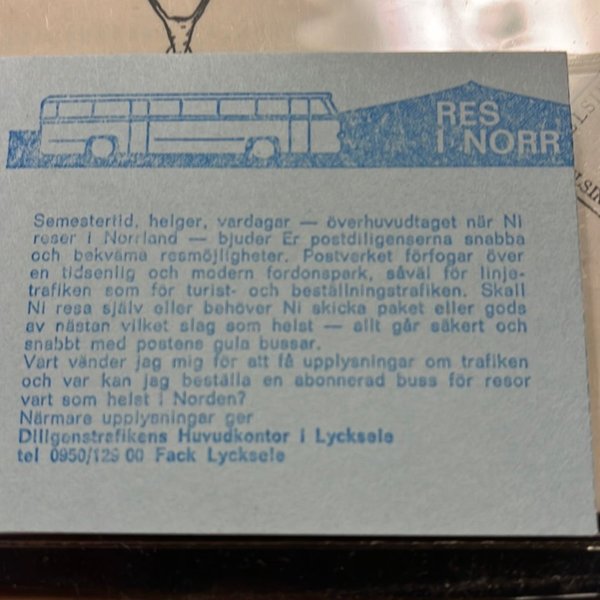 RES
I NORR
Semestertid, helger, vardagar — överhuvudtaget när Ni
reser i Norrland — bjuder Er postdiligenserna snabba
och bekväma resmöjligheter. Postverket förfogar över
en tidsenlig och modern fordonspark, såväl för linje-
trafiken som för turist- och beställningstrafiken. Skall
Ni resa själv eller behöver Ni skicka paket eller gods
av nästan vilket slag som helst — allt går säkert och
snabbt med postens gula bussar.
Vart vänder jag mig för att få upplysningar om trafiken
och var kan jag beställa en abonnerad buss för resor
vart som helst i Norden?
Närmare upplysningar ger
Diligenstrafikens Huvudkontor i Lycksele
tel 0950/129 00 Fack Lycksele